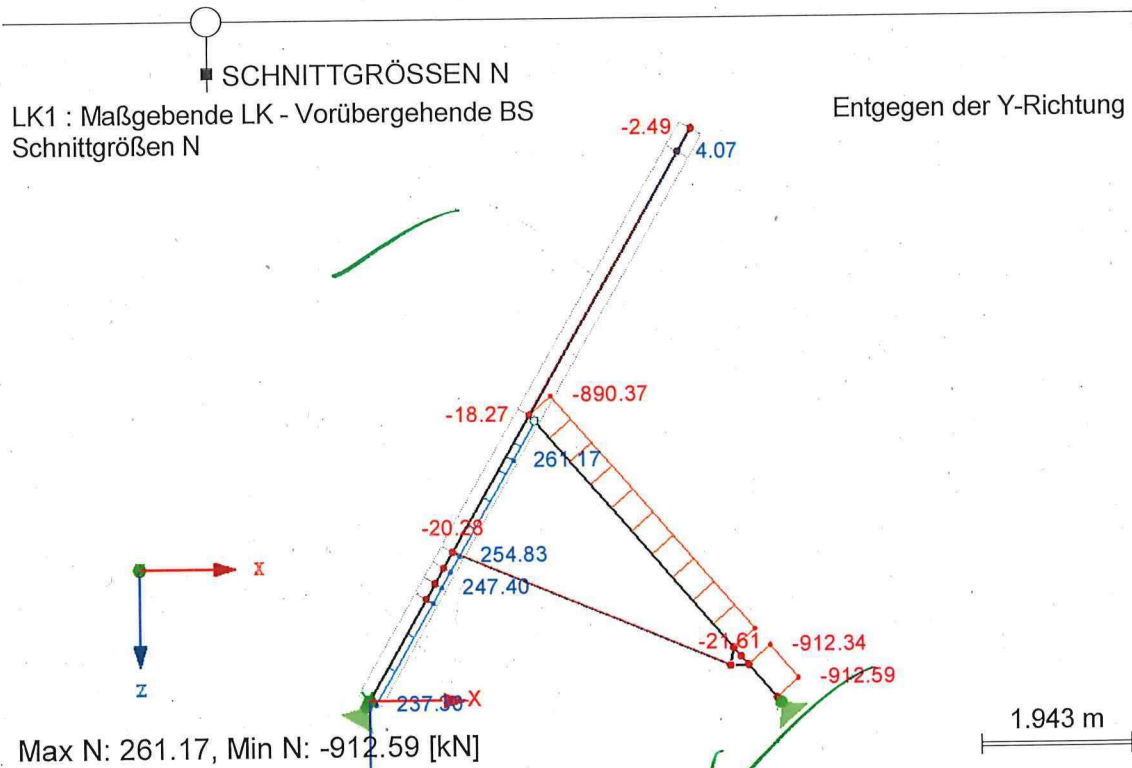 SCHNITTGRÖSSEN N
LK1 : Maßgebende LK - Vorübergehende BS
Schnittgrößen N
Entgegen der Y-Richtung
-2.49
4.07
-890.37
-18.27
261.17
-20.28
254.83
247.40
X
-21.61
-912.34
-912.59
Z
237.30
X
1.943 m
Max N: 261.17, Min N: -912.59 [kN]